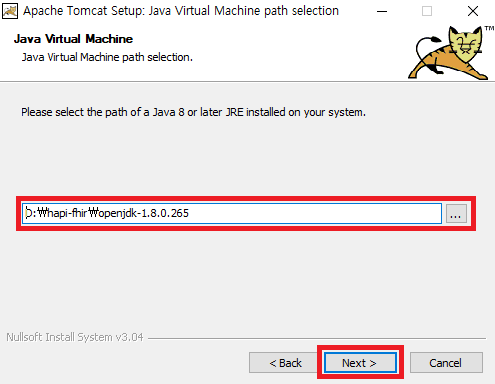 Apache Tomcat Setup: Java Virtual Machine path selection
Java Virtual Machine
Java Virtual Machine path selection.
TM
Please select the path of a Java 8 or later JRE installed on your system.
D:₩hapi-fhir₩openjdk-1.8.0.265
...
Nullsoft Install System v3.04
< Back
Next >
Cancel